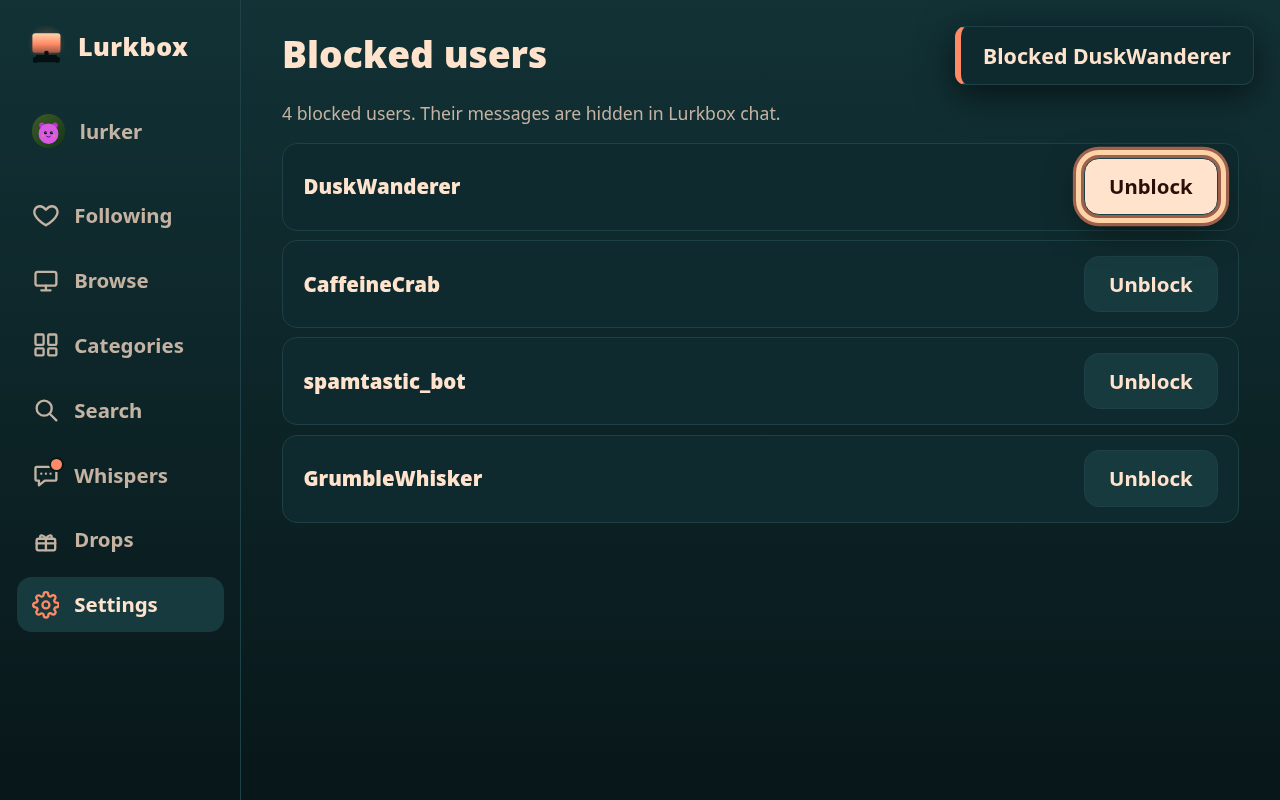 Lurkbox
lurker
Following
Browse
Categories
Search
Whispers
Drops
Settings
Blocked users
Blocked DuskWanderer
4 blocked users. Their messages are hidden in Lurkbox chat.
DuskWanderer
Unblock
CaffeineCrab
Unblock
spamtastic_bot
Unblock
GrumbleWhisker
Unblock